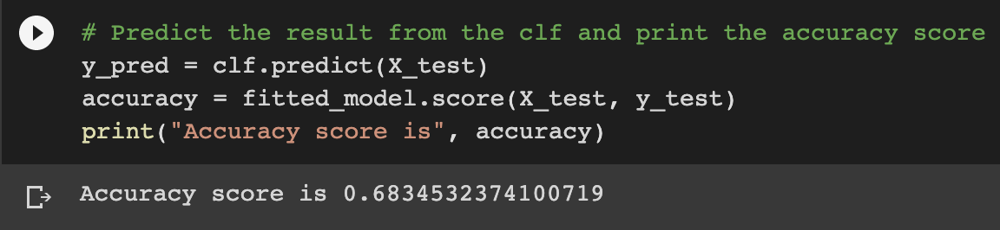 # Predict the result from the clf and print the accuracy score
y_pred = clf.predict(X_test)
accuracy = fitted_model.score(X_test, y_test)
print("Accuracy score is", accuracy)
Accuracy score is 0.6834532374100719